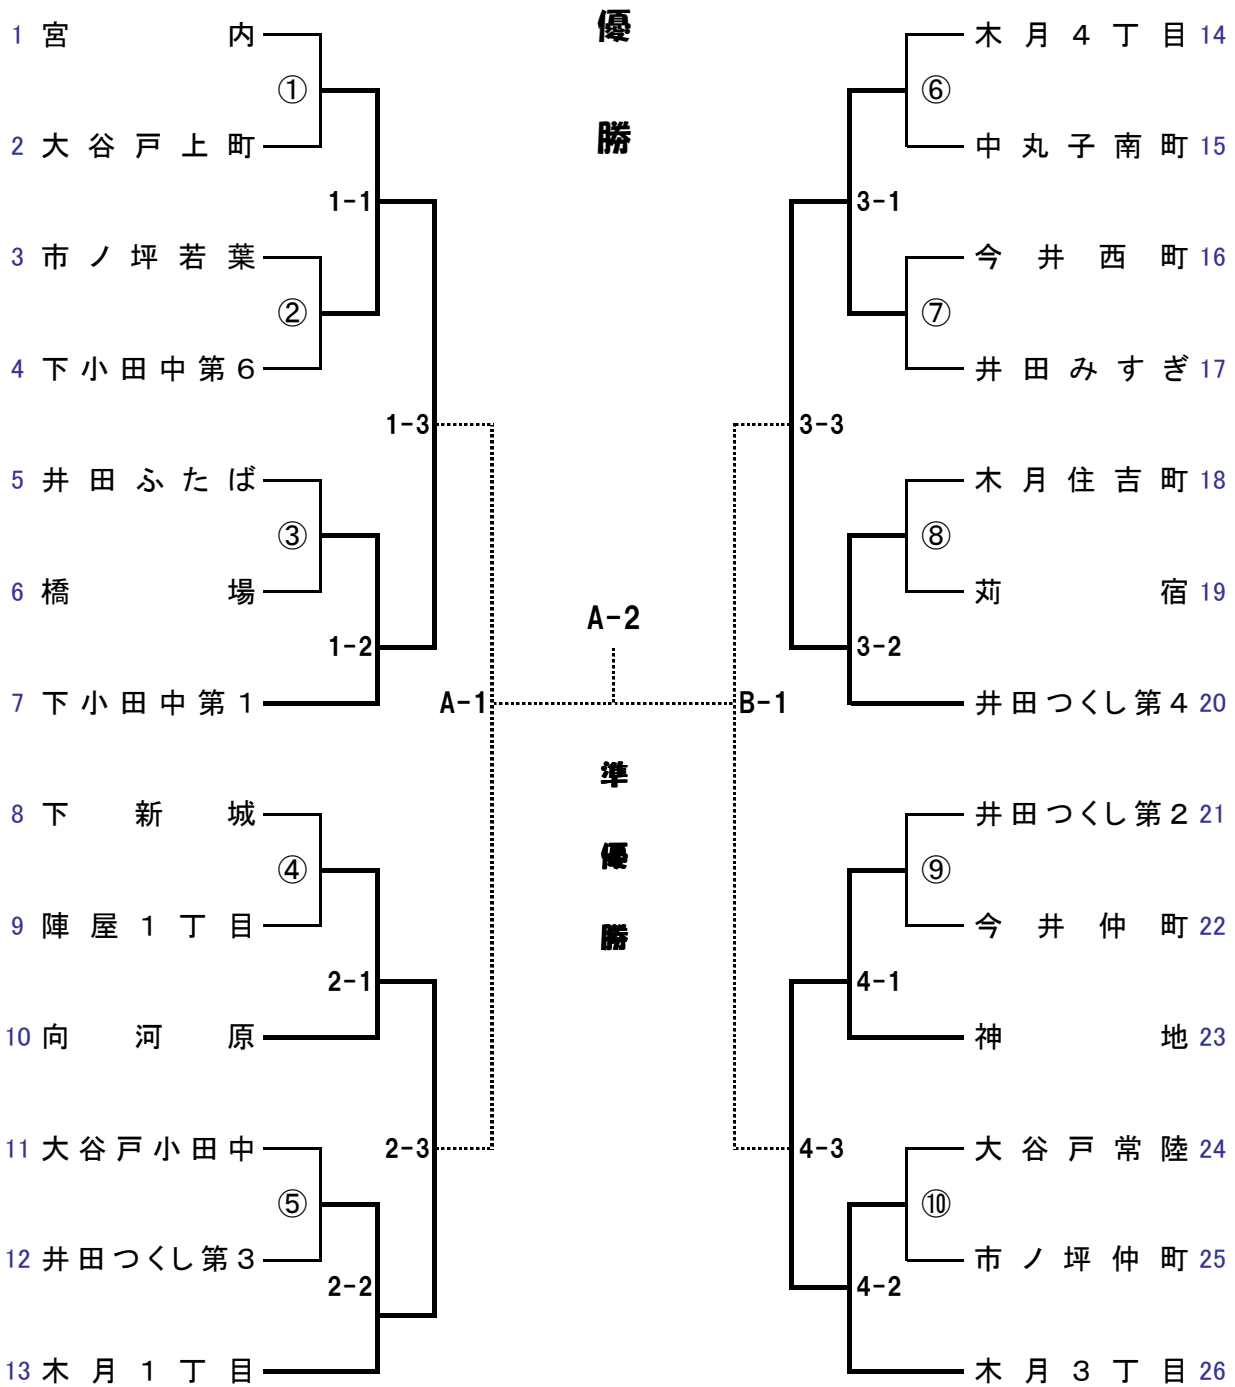 優
勝
1 宮内
①
2 大谷戸上町
1-1
3 市ノ坪若葉
②
4 下小田中第6
1-3
5 井田ふたば
③
6 橋場
1-2
7 下小田中第1
A-1
8 下新城
④
9 陣屋1丁目
2-1
10 向河原
2-3
11 大谷戸小田中
⑤
12 井田つくし第3
2-2
13 木月1丁目
A-2
準
優
勝
木月4丁目 14
⑥
中丸子南町 15
3-1
今井西町 16
⑦
井田みすぎ 17
3-3
木月住吉町 18
⑧
苅宿 19
3-2
井田つくし第4 20
B-1
井田つくし第2 21
⑨
今井仲町 22
4-1
神地 23
4-3
大谷戸常陸 24
⑩
市ノ坪仲町 25
4-2
木月3丁目 26